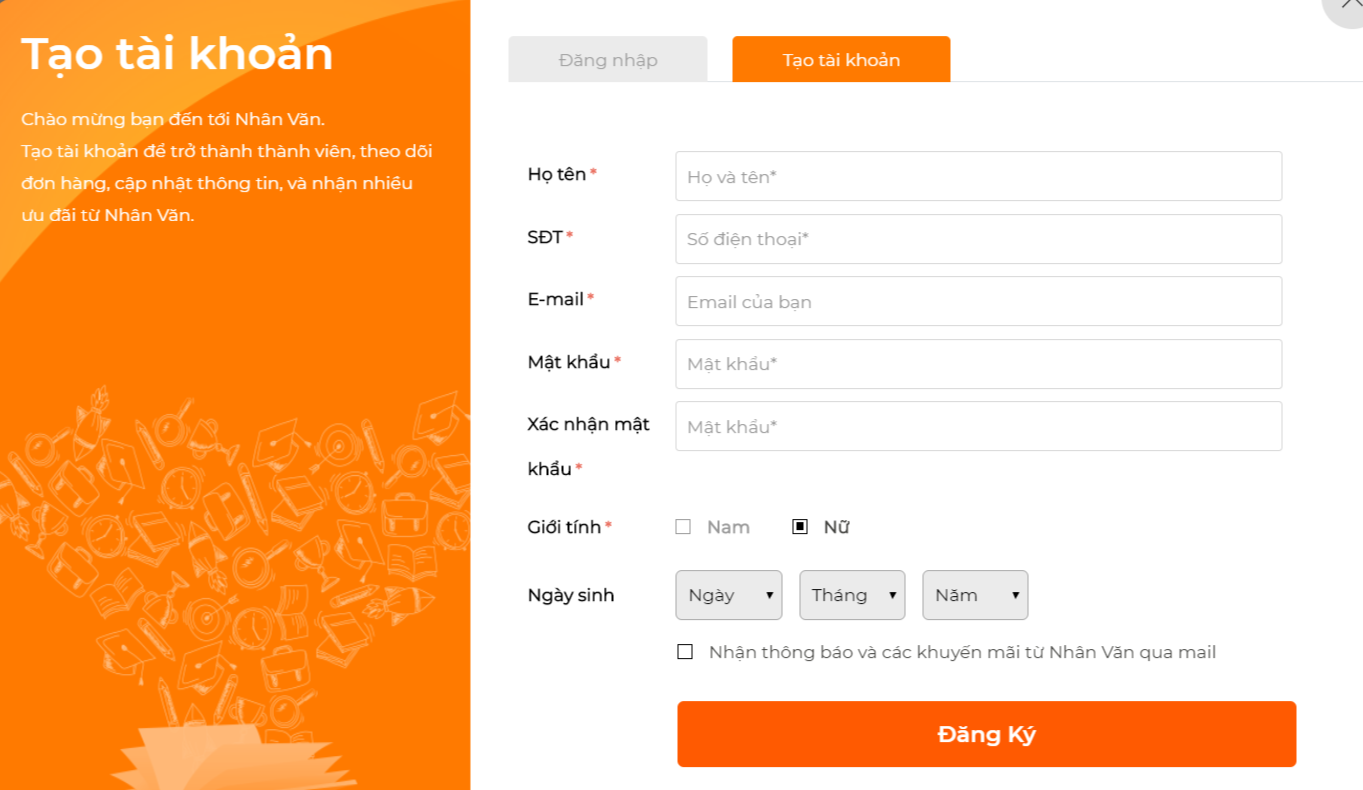 Tạo tài khoản
Chào mừng bạn đến tới Nhân Văn.
Tạo tài khoản để trở thành thành viên, theo dõi
đơn hàng, cập nhật thông tin, và nhận nhiều
ưu đãi từ Nhân Văn.
Đăng nhập
Tạo tài khoản
Họ tên *
Họ và tên*
SĐT *
Số điện thoại*
E-mail *
Email của bạn
Mật khẩu *
Mật khẩu*
Xác nhận mật
khẩu *
Mật khẩu*
Giới tính *
Nam
Nữ
Ngày sinh
Ngày
Tháng
Năm
Nhận thông báo và các khuyến mãi từ Nhân Văn qua mail
Đăng Ký